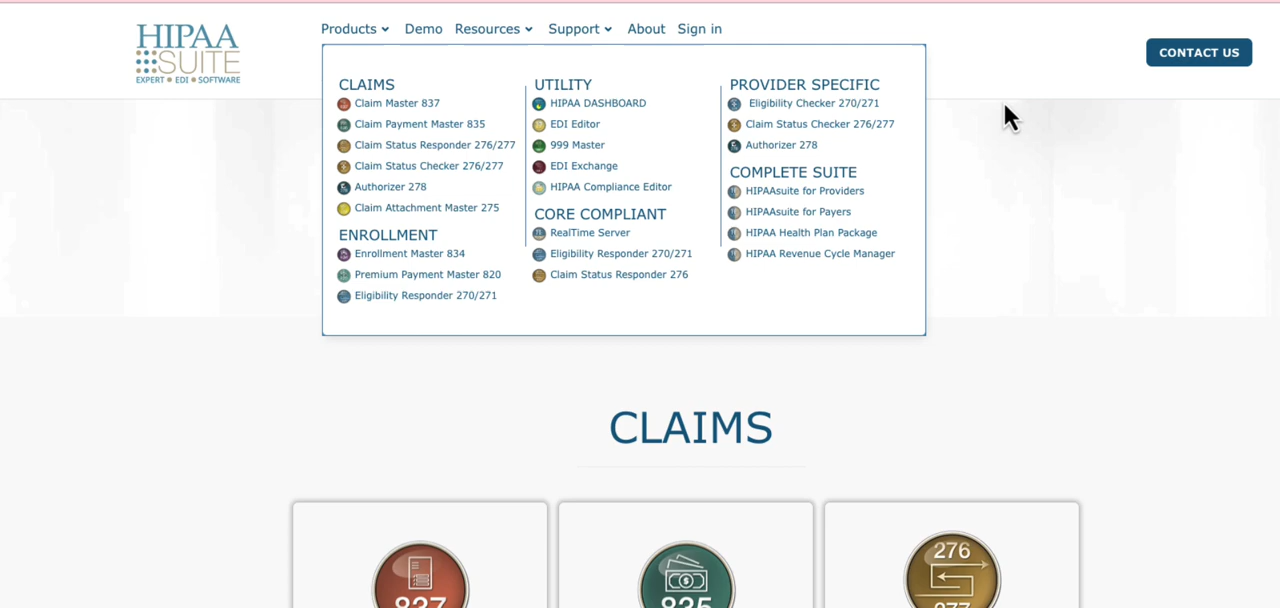 HIPAA
SUITE
EXPERT • EDI • SOFTWARE
Products Demo Resources Support About Sign in
CONTACT US
CLAIMS
Claim Master 837
Claim Payment Master 835
Claim Status Responder 276/277
Claim Status Checker 276/277
Authorizer 278
Claim Attachment Master 275
ENROLLMENT
Enrollment Master 834
Premium Payment Master 820
Eligibility Responder 270/271
UTILITY
HIPAA DASHBOARD
EDI Editor
999 Master
EDI Exchange
HIPAA Compliance Editor
CORE COMPLIANT
RealTime Server
Eligibility Responder 270/271
Claim Status Responder 276
PROVIDER SPECIFIC
Eligibility Checker 270/271
Claim Status Checker 276/277
Authorizer 278
COMPLETE SUITE
HIPAAsuite for Providers
HIPAAsuite for Payers
HIPAA Health Plan Package
HIPAA Revenue Cycle Manager
CLAIMS
837
835
276
277